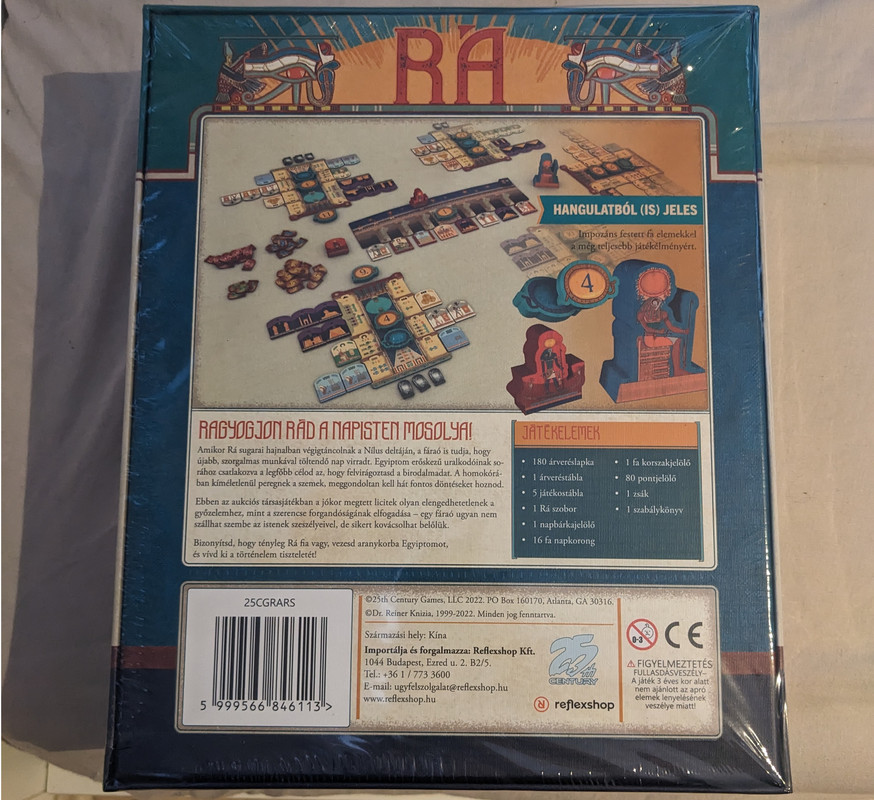 RÁ
HANGULATBÓL (IS) JELES
Impozáns festett fa elemekkel
a még teljesebb játékélményért.
4
4
RAGYOGJON RÁD A NAPISTEN MOSOLYA!
Amikor Rá sugarai hajnalban végigtáncolnak a Nílus deltáján, a fáraó is tudja, hogy
újabb, szorgalmas munkával töltendő nap virradt. Egyiptom erőskezű uralkodóinak so-
rához csatlakozva a legfőbb célod az, hogy felvirágoztasd a birodalmadat. A homokórá-
ban kíméletlenül peregnek a szemek, meggondoltan kell hát fontos döntéseket hoznod.
Ebben az aukciós társasjátékban a jókor megtett licitek olyan elengedhetetlenek a
győzelemhez, mint a szerencse forgandóságának elfogadása – egy fáraó ugyan nem
szállhat szembe az istenek szeszélyeivel, de sikert kovácsolhat belőlük.
Bizonyítsd, hogy tényleg Rá fia vagy, vezesd aranykorba Egyiptomot,
és vívd ki a történelem tiszteletét!
JÁTÉKELEMEK
• 180 árveréslapka
• 1 árveréstábla
• 5 játékostábla
• 1 Rá szobor
• 1 napbárkajelölő
• 16 fa napkorong
• 1 fa korszakjelölő
• 80 pontjelölő
• 1 zsák
• 1 szabálykönyv
25CGRARS
5 999566 846113 >
©25th Century Games, LLC 2022. PO Box 160170, Atlanta, GA 30316.
©Dr. Reiner Knizia, 1999-2022. Minden jog fenntartva.
Származási hely: Kína
Importálja és forgalmazza: Reflexshop Kft.
1044 Budapest, Ezred u. 2. B2/5.
Tel.: +36 1 / 773 3600
E-mail: ugyfelszolgalat@reflexshop.hu
www.reflexshop.hu
25TH
CENTURY
reflexshop
0-3
CE
FIGYELMEZTETÉS
FULLADÁSVESZÉLY–
A játék 3 éves kor alatt
nem ajánlott az apró
elemek lenyelésének
veszélye miatt!